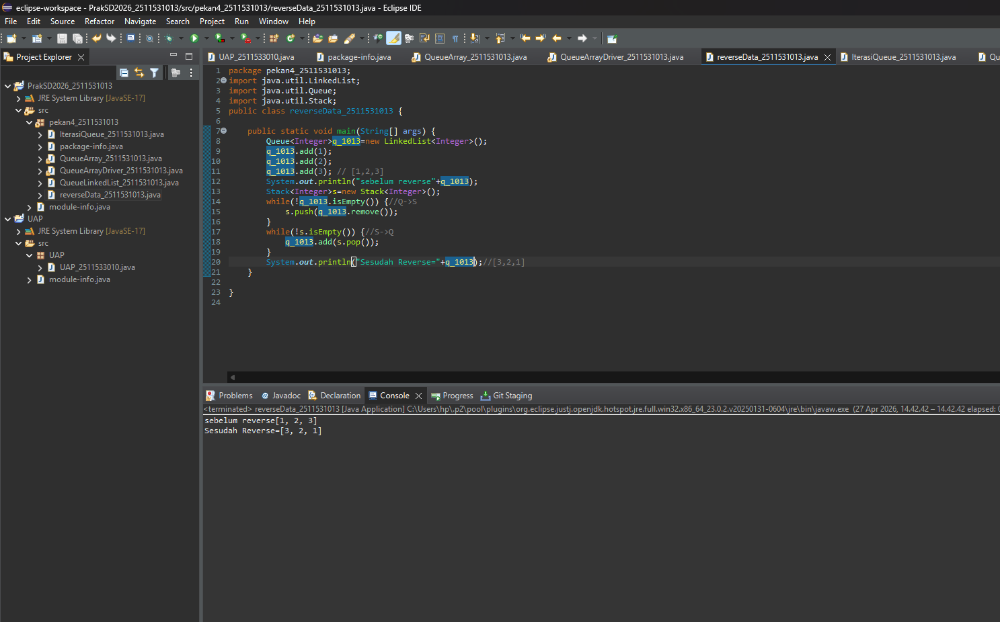 eclipse-workspace - PrakSD2026_2511531013/src/pekan4_2511531013/reverseData_2511531013.java - Eclipse IDE
File Edit Source Refactor Navigate Search Project Run Window Help
Project Explorer
PrakSD2026_2511531013
JRE System Library [JavaSE-17]
src
pekan4_2511531013
IterasiQueue_2511531013.java
package-info.java
QueueArray_2511531013.java
QueueArrayDriver_2511531013.java
QueueLinkedList_2511531013.java
reverseData_2511531013.java
module-info.java
UAP
JRE System Library [JavaSE-17]
src
UAP
UAP_2511533010.java
module-info.java
UAP_2511533010.java package-info.java QueueArray_2511531013.java QueueArrayDriver_2511531013.java reverseData_2511531013.java IterasiQueue_2511531013.java Qu
1 package pekan4_2511531013;
2 import java.util.LinkedList;
3 import java.util.Queue;
4 import java.util.Stack;
5 public class reverseData_2511531013 {
6
7 public static void main(String[] args) {
8 Queue<Integer>q_1013=new LinkedList<Integer>();
9 q_1013.add(1);
10 q_1013.add(2);
11 q_1013.add(3); // [1,2,3]
12 System.out.println("sebelum reverse"+q_1013);
13 Stack<Integer>s=new Stack<Integer>();
14 while(!q_1013.isEmpty()) {//Q->S
15 s.push(q_1013.remove());
16 }
17 while(!s.isEmpty()) {//S->Q
18 q_1013.add(s.pop());
19 }
20 System.out.println("Sesudah Reverse="+q_1013);//[3,2,1]
21 }
22
23 }
24
Problems Javadoc Declaration Console Progress Git Staging
<terminated> reverseData_2511531013 [Java Application] C:\Users\hp\.p2\pool\plugins\org.eclipse.justj.openjdk.hotspot.jre.full.win32.x86_64_23.0.2.v20250131-0604\jre\bin\javaw.exe (27 Apr 2026, 14.42.42 – 14.42.42 elapsed: 0
sebelum reverse[1, 2, 3]
Sesudah Reverse=[3, 2, 1]